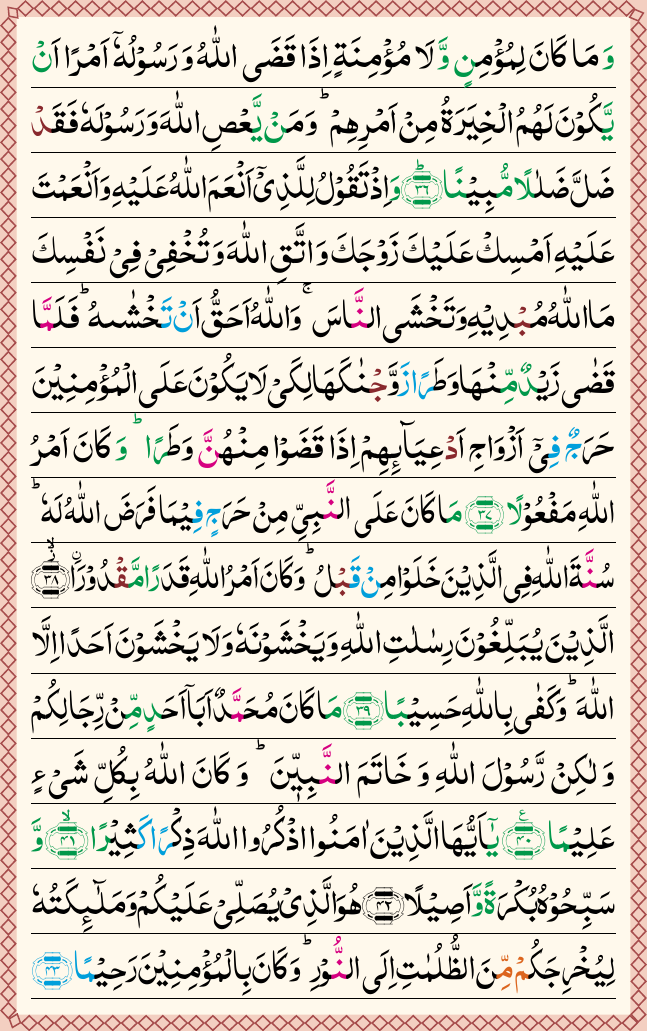 وَ مَا كَانَ لِمُؤْمِنٍ وَّ لَا مُؤْمِنَةٍ اِذَا قَضَى اللّٰهُ وَ رَسُوْلُهٗۤ اَمْرًا اَنْ
يَّكُوْنَ لَهُمُ الْخِيَرَةُ مِنْ اَمْرِهِمْ ؕ وَ مَنْ يَّعْصِ اللّٰهَ وَ رَسُوْلَهٗ فَقَدْ
ضَلَّ ضَلٰلًا مُّبِيْنًا ؕ ﴿۳۶﴾ وَ اِذْ تَقُوْلُ لِلَّذِيْۤ اَنْعَمَ اللّٰهُ عَلَيْهِ وَ اَنْعَمْتَ
عَلَيْهِ اَمْسِكْ عَلَيْكَ زَوْجَكَ وَ اتَّقِ اللّٰهَ وَ تُخْفِيْ فِيْ نَفْسِكَ
مَا اللّٰهُ مُبْدِيْهِ وَ تَخْشَى النَّاسَ ۚ وَ اللّٰهُ اَحَقُّ اَنْ تَخْشٰىهُ ؕ فَلَمَّا
قَضٰى زَيْدٌ مِّنْهَا وَطَرًا زَوَّجْنٰكَهَا لِكَيْ لَا يَكُوْنَ عَلَى الْمُؤْمِنِيْنَ
حَرَجٌ فِيْۤ اَزْوَاجِ اَدْعِيَآىِٕهِمْ اِذَا قَضَوْا مِنْهُنَّ وَطَرًا ؕ وَ كَانَ اَمْرُ
اللّٰهِ مَفْعُوْلًا ﴿۳۷﴾ مَا كَانَ عَلَى النَّبِيِّ مِنْ حَرَجٍ فِيْمَا فَرَضَ اللّٰهُ لَهٗ ؕ
سُنَّةَ اللّٰهِ فِي الَّذِيْنَ خَلَوْا مِنْ قَبْلُ ؕ وَ كَانَ اَمْرُ اللّٰهِ قَدَرًا مَّقْدُوْرَا ۙ ﴿۳۸﴾
الَّذِيْنَ يُبَلِّغُوْنَ رِسٰلٰتِ اللّٰهِ وَ يَخْشَوْنَهٗ وَ لَا يَخْشَوْنَ اَحَدًا اِلَّا
اللّٰهَ ؕ وَ كَفٰى بِاللّٰهِ حَسِيْبًا ﴿۳۹﴾ مَا كَانَ مُحَمَّدٌ اَبَاۤ اَحَدٍ مِّنْ رِّجَالِكُمْ
وَ لٰكِنْ رَّسُوْلَ اللّٰهِ وَ خَاتَمَ النَّبِيّٖنَ ؕ وَ كَانَ اللّٰهُ بِكُلِّ شَيْءٍ
عَلِيْمًا ﴿۴۰﴾ يٰۤاَيُّهَا الَّذِيْنَ اٰمَنُوا اذْكُرُوا اللّٰهَ ذِكْرًا كَثِيْرًا ۙ ﴿۴۱﴾ وَّ
سَبِّحُوْهُ بُكْرَةً وَّ اَصِيْلًا ﴿۴۲﴾ هُوَ الَّذِيْ يُصَلِّيْ عَلَيْكُمْ وَ مَلٰٓىِٕكَتُهٗ
لِيُخْرِجَكُمْ مِّنَ الظُّلُمٰتِ اِلَى النُّوْرِ ؕ وَ كَانَ بِالْمُؤْمِنِيْنَ رَحِيْمًا ﴿۴۳﴾